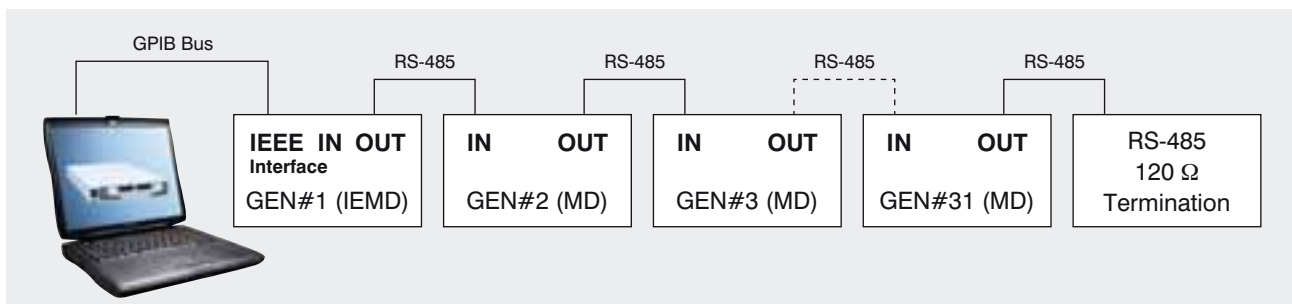 GPIB Bus
RS-485
RS-485
RS-485
RS-485
IEEE IN OUT
Interface
GEN#1 (IEMD)
IN OUT
GEN#2 (MD)
IN OUT
GEN#3 (MD)
IN OUT
GEN#31 (MD)
RS-485
120 Ω
Termination